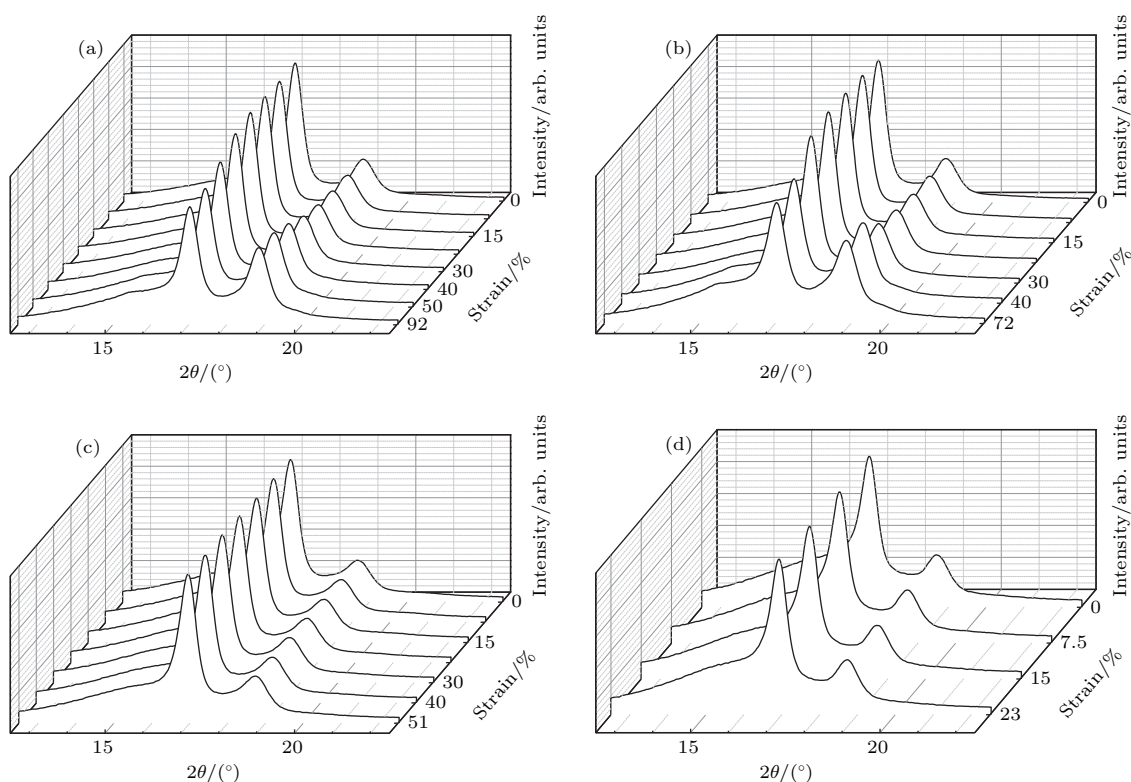 (a)
Intensity/arb. units
0
15
30
40
50
92
Strain/%
15 20
2θ/(°)
(b)
Intensity/arb. units
0
15
30
40
72
Strain/%
15 20
2θ/(°)
(c)
Intensity/arb. units
0
15
30
40
51
Strain/%
15 20
2θ/(°)
(d)
Intensity/arb. units
0
7.5
15
23
Strain/%
15 20
2θ/(°)